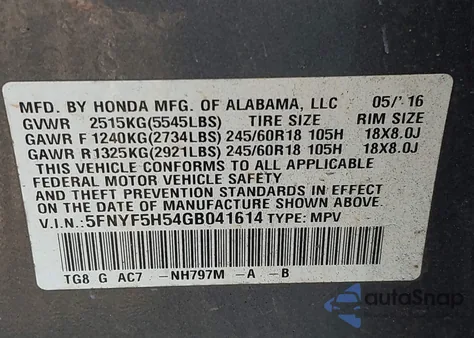 MFD. BY HONDA MFG. OF ALABAMA, LLC 05/'16
GVWR 2515KG(5545LBS) TIRE SIZE RIM SIZE
GAWR F 1240KG(2734LBS) 245/60R18 105H 18X8.0J
GAWR R 1325KG(2921LBS) 245/60R18 105H 18X8.0J
THIS VEHICLE CONFORMS TO ALL APPLICABLE
FEDERAL MOTOR VEHICLE SAFETY
AND THEFT PREVENTION STANDARDS IN EFFECT
ON THE DATE OF MANUFACTURE SHOWN ABOVE.
V.I.N.:5FNYF5H54GB041614 TYPE: MPV
TG8 G AC7 -NH797M -A -B
autoSnap